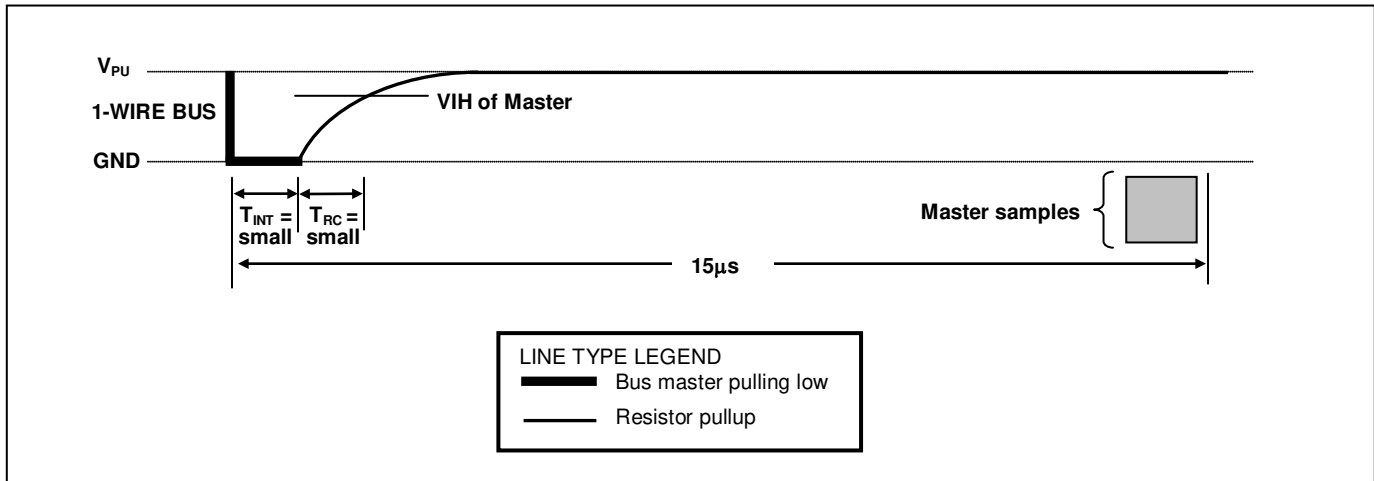 VPU
1-WIRE BUS
VIH of Master
GND
TINT =
small
TRC =
small
Master samples
15μs
LINE TYPE LEGEND
Bus master pulling low
Resistor pullup